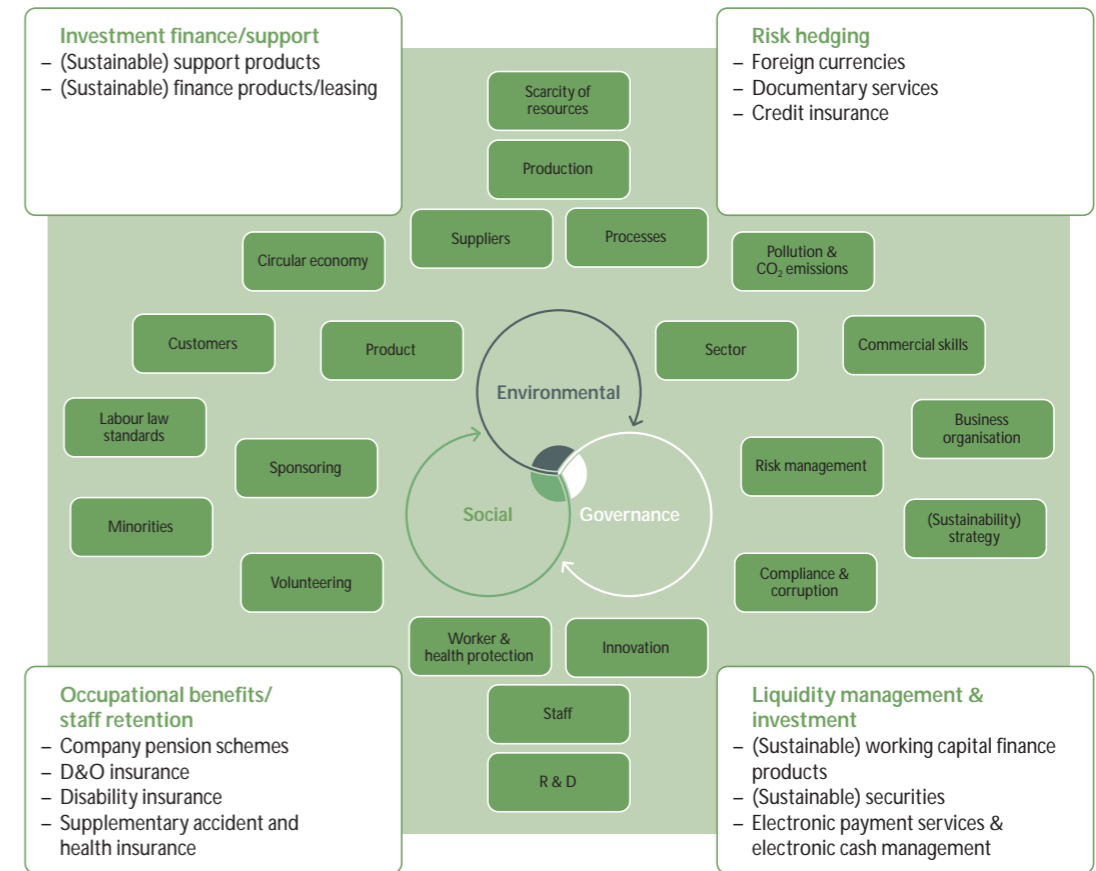 Investment finance/support
– (Sustainable) support products
– (Sustainable) finance products/leasing
Risk hedging
– Foreign currencies
– Documentary services
– Credit insurance
Scarcity of
resources
Production
Suppliers
Processes
Circular economy
Pollution &
CO₂ emissions
Customers
Product
Sector
Commercial skills
Environmental
Labour law
standards
Business
organisation
Sponsoring
Risk management
Social
Governance
Minorities
(Sustainability)
strategy
Volunteering
Compliance &
corruption
Worker &
health protection
Innovation
Staff
R & D
Occupational benefits/
staff retention
– Company pension schemes
– D&O insurance
– Disability insurance
– Supplementary accident and
health insurance
Liquidity management &
investment
– (Sustainable) working capital finance
products
– (Sustainable) securities
– Electronic payment services &
electronic cash management